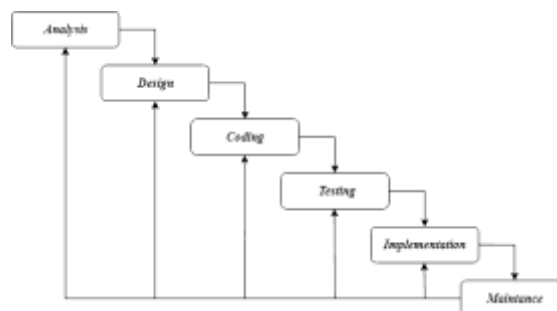 Analysis
Design
Coding
Testing
Implementation
Maintance